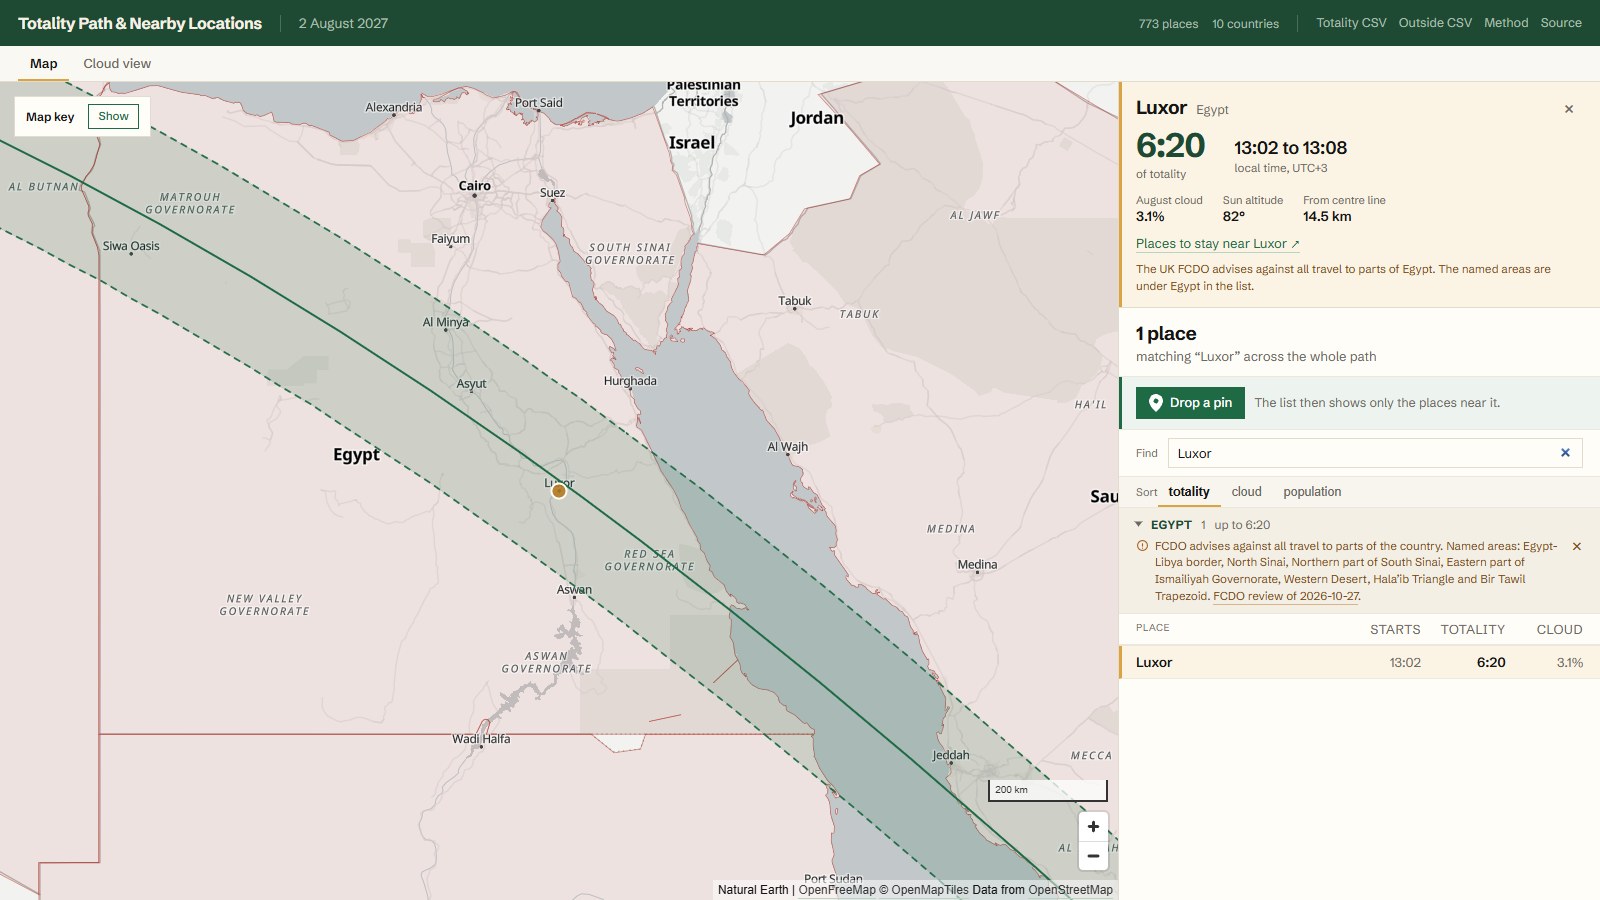 Totality Path & Nearby Locations
2 August 2027
773 places
10 countries
Totality CSV
Outside CSV
Method
Source
Map
Cloud view
Map key
Show
Alexandria
Port Said
Palestinian
Territories
Jordan
Israel
AL BUTNAN
MATROUH
GOVERNORATE
Cairo
Suez
AL JAWF
Siwa Oasis
Faiyum
SOUTH SINAI
GOVERNORATE
Tabuk
TABUK
Al Minya
Asyut
Hurghada
HA'IL
Egypt
Al Wajh
Luxor
Sau
MEDINA
RED SEA
GOVERNORATE
Medina
NEW VALLEY
GOVERNORATE
Aswan
ASWAN
GOVERNORATE
Wadi Halfa
Jeddah
MECCA
200 km
+
−
AL
AH
Port Sudan
Natural Earth | OpenFreeMap © OpenMapTiles Data from OpenStreetMap
Luxor Egypt
×
6:20
of totality
13:02 to 13:08
local time, UTC+3
August cloud
3.1%
Sun altitude
82°
From centre line
14.5 km
Places to stay near Luxor ↗
The UK FCDO advises against all travel to parts of Egypt. The named areas are
under Egypt in the list.
1 place
matching “Luxor” across the whole path
Drop a pin
The list then shows only the places near it.
Find
Luxor
×
Sort
totality
cloud
population
EGYPT 1 up to 6:20
FCDO advises against all travel to parts of the country. Named areas: Egypt-
Libya border, North Sinai, Northern part of South Sinai, Eastern part of
Ismailiyah Governorate, Western Desert, Hala’ib Triangle and Bir Tawil
Trapezoid. FCDO review of 2026-10-27.
×
PLACE
STARTS
TOTALITY
CLOUD
Luxor
13:02
6:20
3.1%